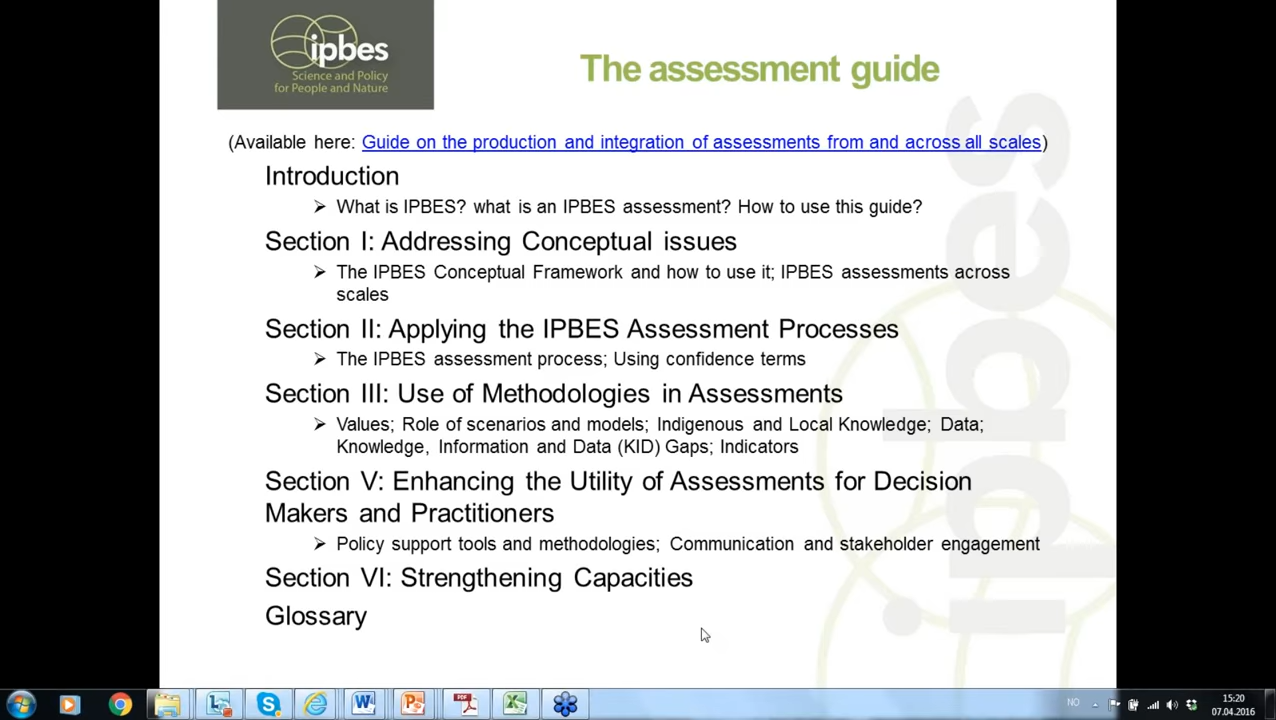 ipbes
Science and Policy
for People and Nature
The assessment guide
(Available here: Guide on the production and integration of assessments from and across all scales)
Introduction
➢ What is IPBES? what is an IPBES assessment? How to use this guide?
Section I: Addressing Conceptual issues
➢ The IPBES Conceptual Framework and how to use it; IPBES assessments across
scales
Section II: Applying the IPBES Assessment Processes
➢ The IPBES assessment process; Using confidence terms
Section III: Use of Methodologies in Assessments
➢ Values; Role of scenarios and models; Indigenous and Local Knowledge; Data;
Knowledge, Information and Data (KID) Gaps; Indicators
Section V: Enhancing the Utility of Assessments for Decision
Makers and Practitioners
➢ Policy support tools and methodologies; Communication and stakeholder engagement
Section VI: Strengthening Capacities
Glossary
ipbes
NO
15:20
07.04.2016